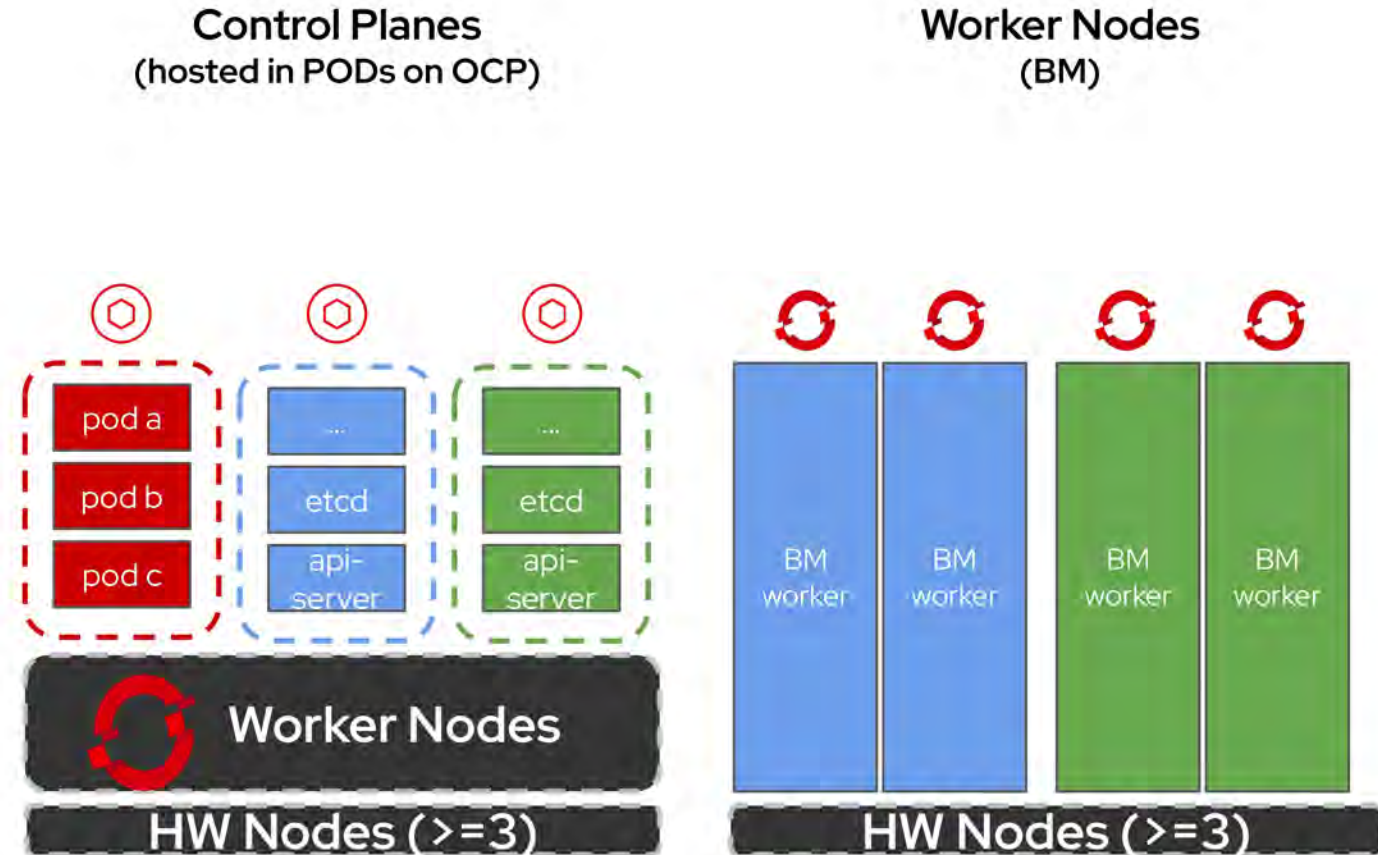 Control Planes
(hosted in PODs on OCP)
pod a
pod b
pod c
...
etcd
api-
server
...
etcd
api-
server
Worker Nodes
HW Nodes (>=3)
Worker Nodes
(BM)
BM
worker
BM
worker
BM
worker
BM
worker
HW Nodes (>=3)